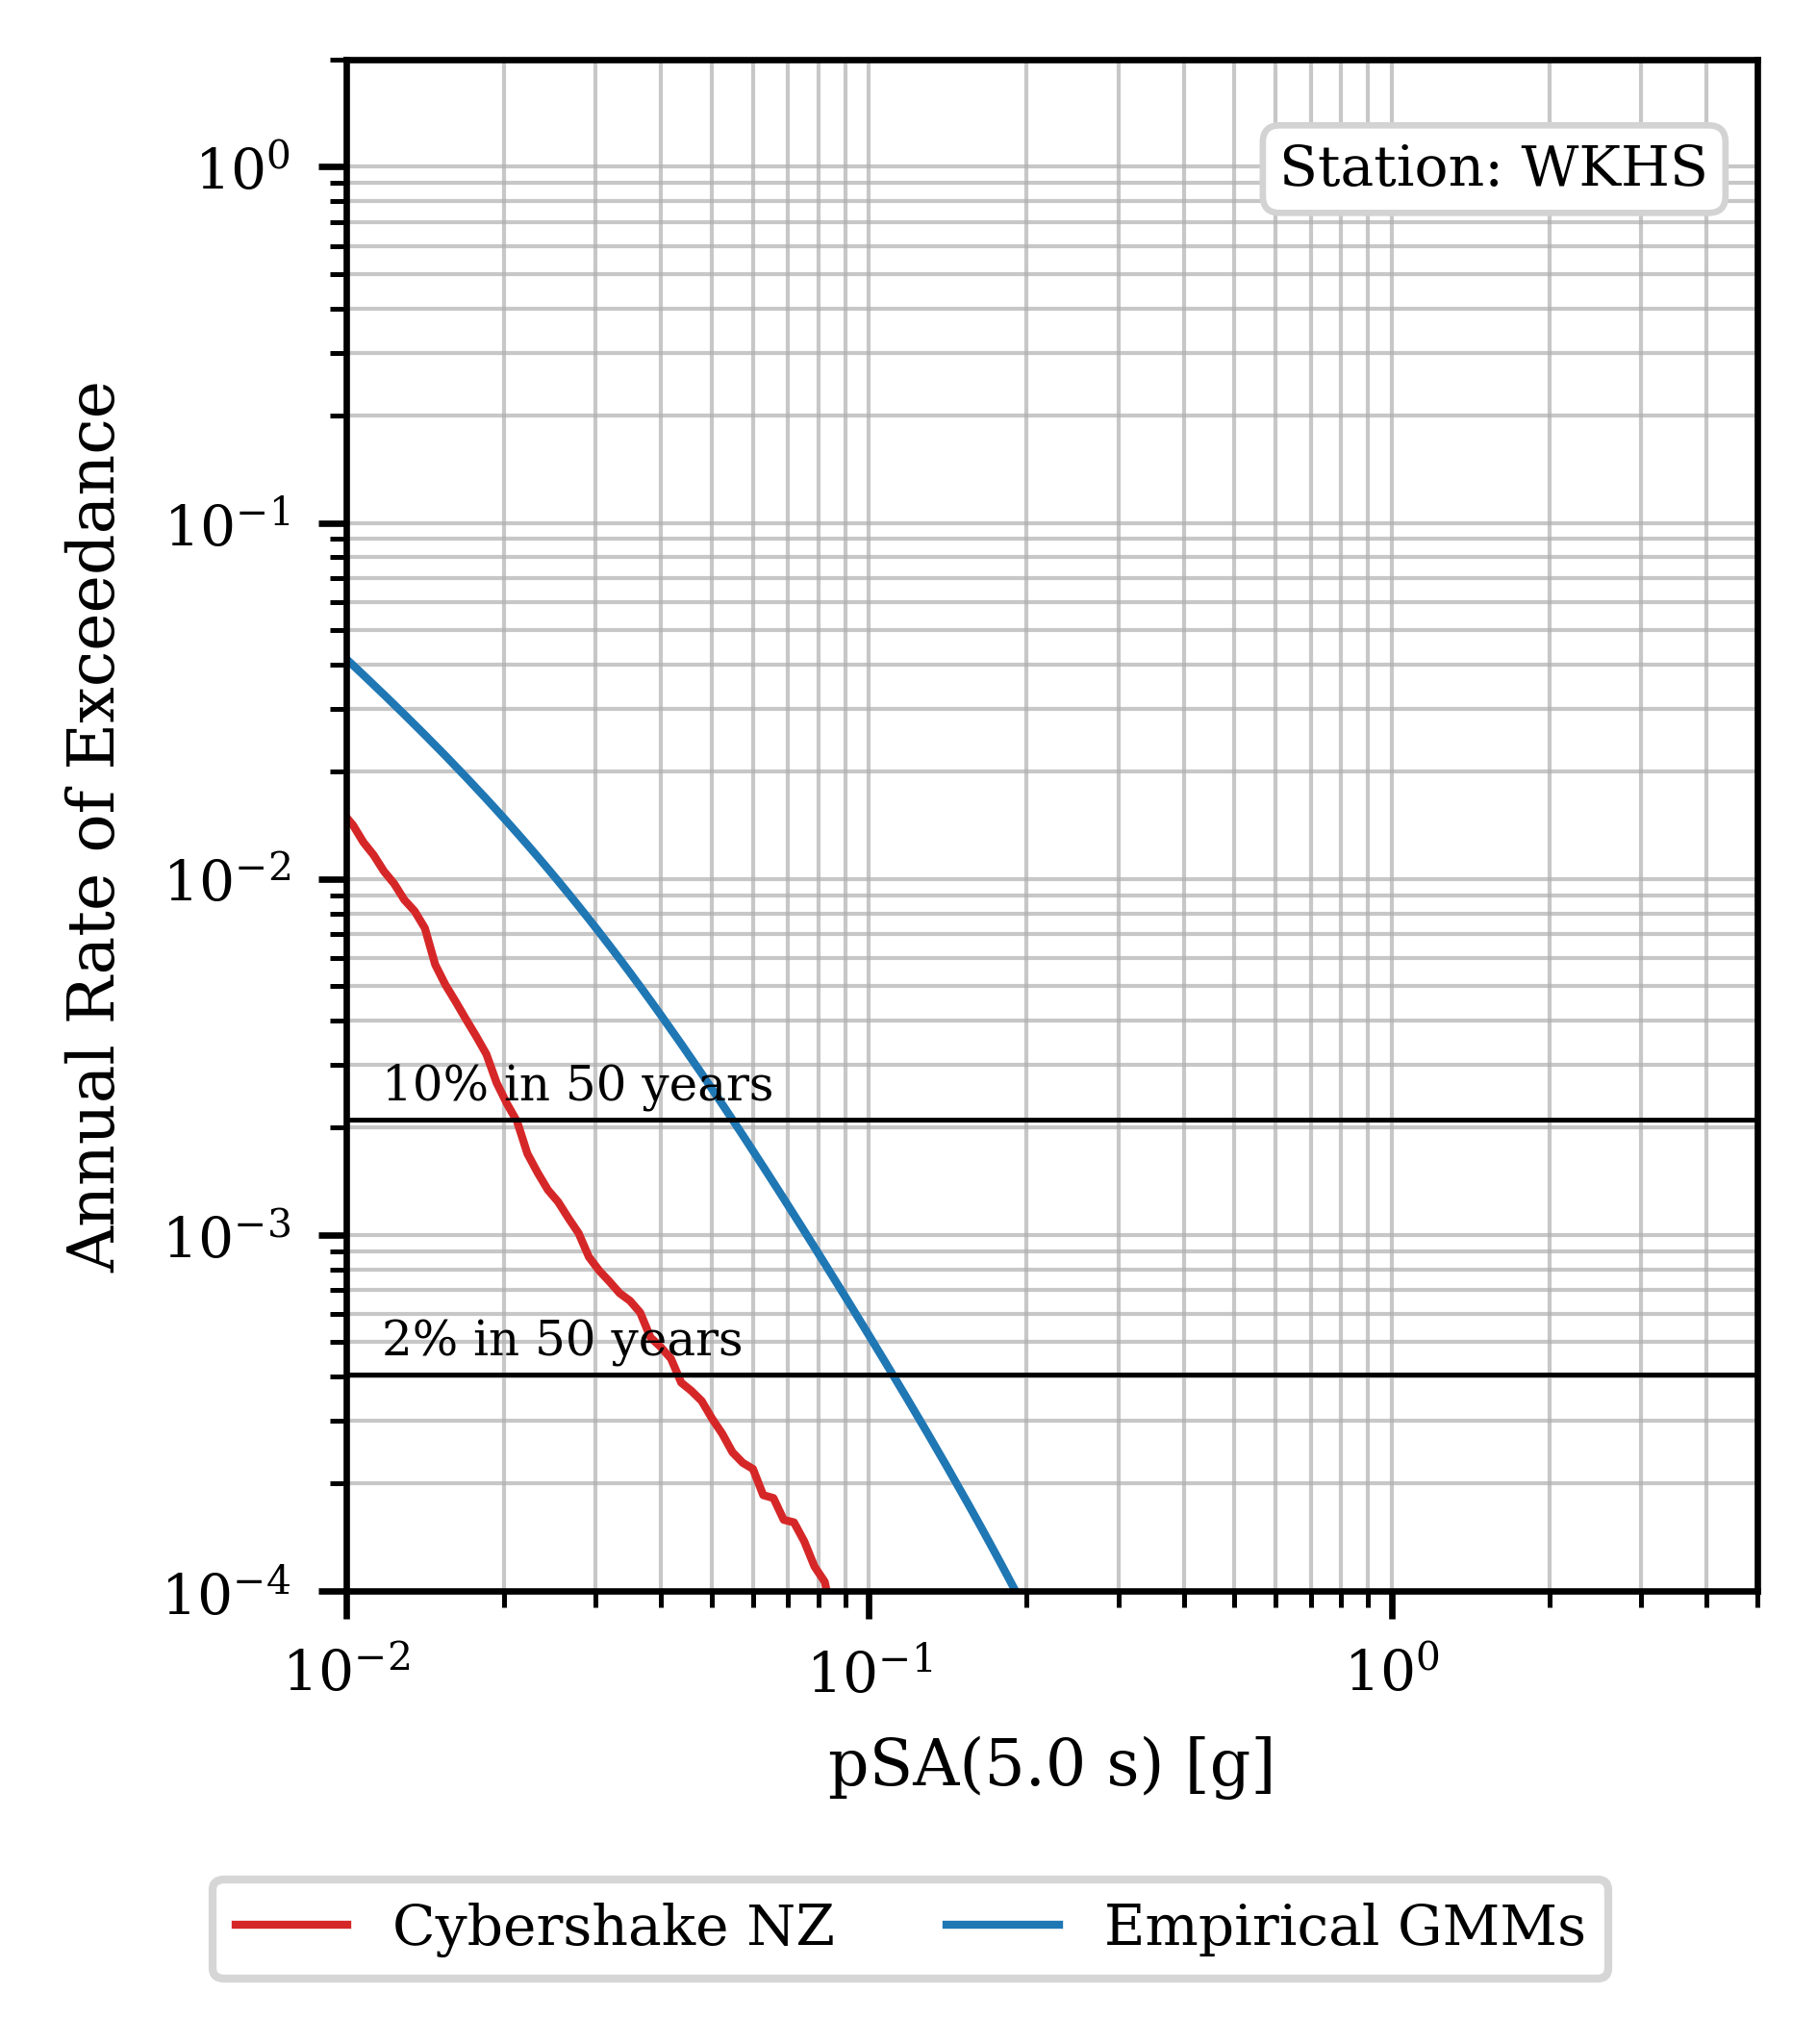 Station: WKHS
10⁰
10⁻¹
10⁻²
10⁻³
10⁻⁴
Annual Rate of Exceedance
10% in 50 years
2% in 50 years
10⁻²
10⁻¹
10⁰
pSA(5.0 s) [g]
Cybershake NZ
Empirical GMMs